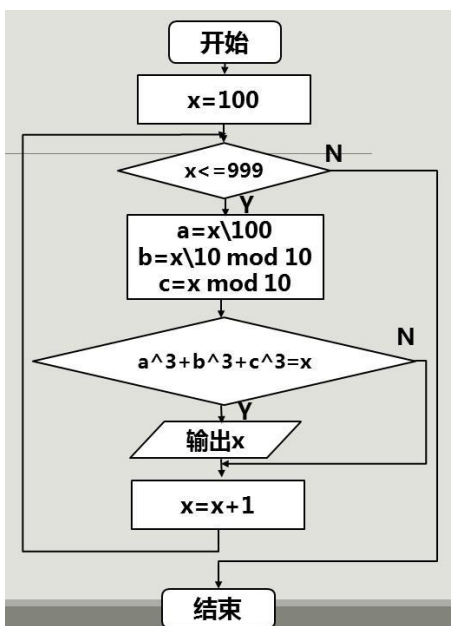 开始
x=100
x<=999
N
Y
a=x\100
b=x\10 mod 10
c=x mod 10
a^3+b^3+c^3=x
N
Y
输出x
x=x+1
结束